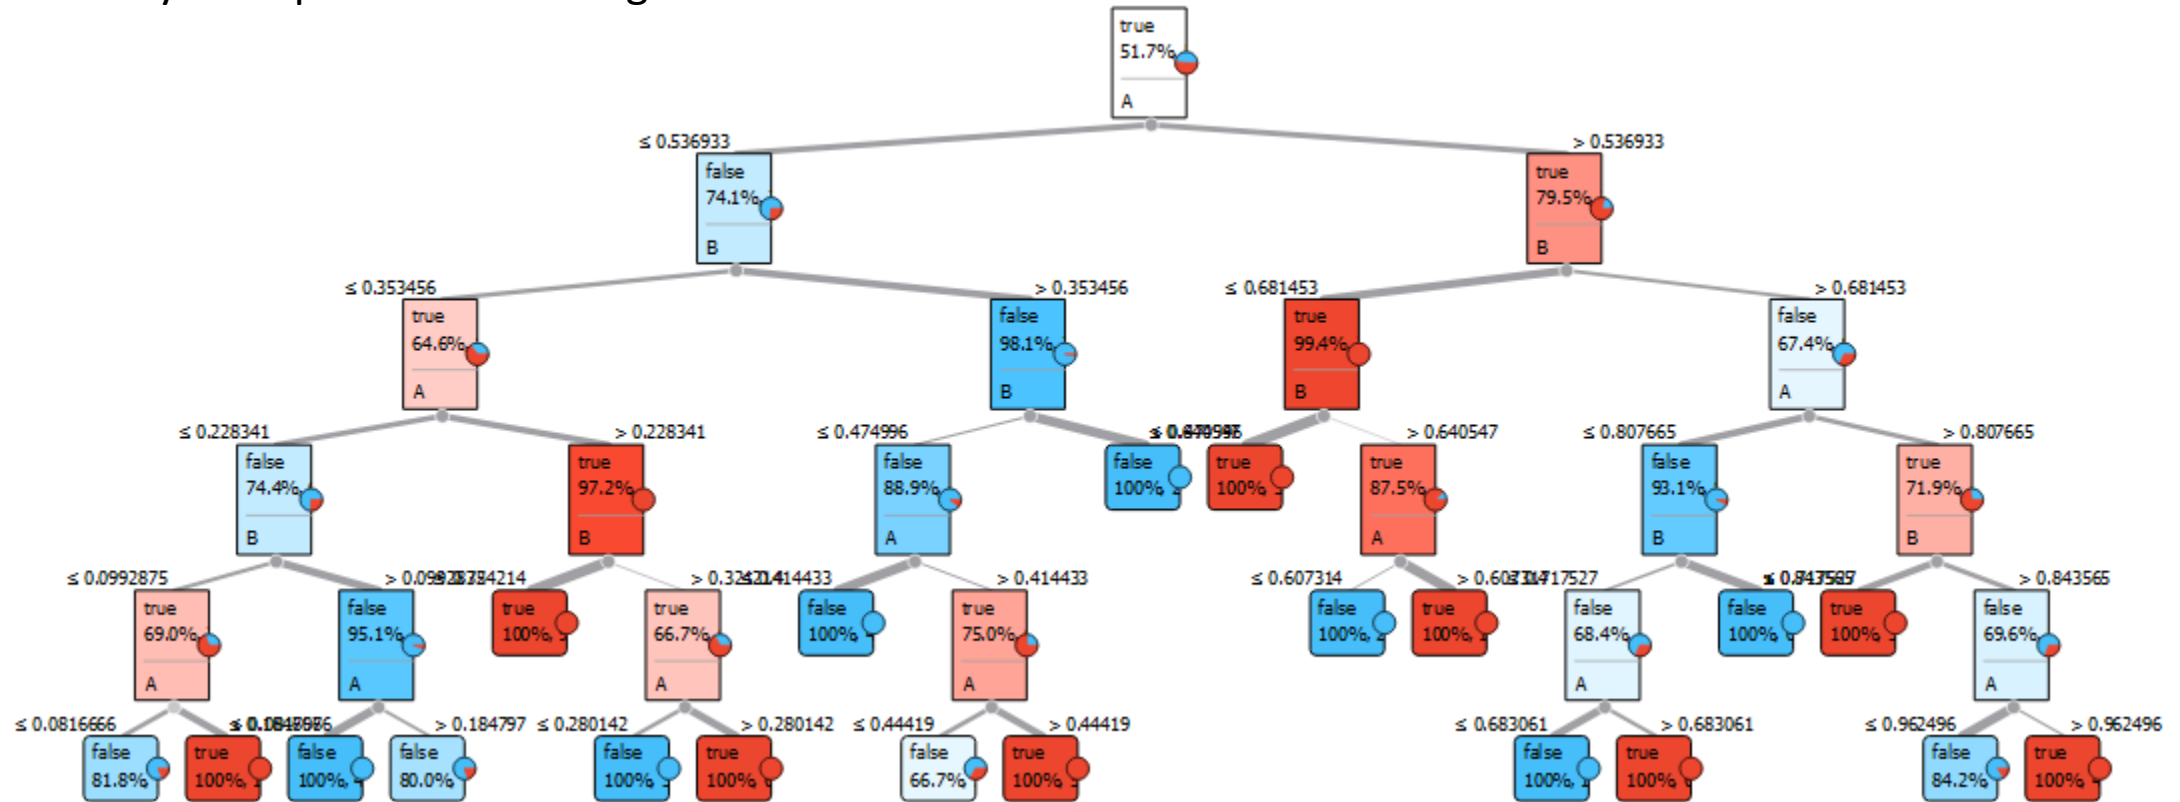 true
51.7%
A
≤ 0.536933
> 0.536933
false
74.1%,
B
true
79.5%,
B
≤ 0.353456
> 0.353456
≤ 0.681453
> 0.681453
true
64.6%,
A
false
98.1%,
B
true
99.4%,
B
false
67.4%,
A
≤ 0.228341
> 0.228341
≤ 0.474996
> 0.640547
≤ 0.807665
> 0.807665
false
74.4%,
B
true
97.2%,
B
false
88.9%,
A
false
100%,
true
100%,
true
87.5%,
A
false
93.1%,
B
true
71.9%,
B
≤ 0.0992875
> 0.414433
≤ 0.607314
> 0.843565
true
69.0%,
A
false
95.1%,
A
true
100%,
true
66.7%,
A
false
100%,
true
75.0%,
A
false
100%,
true
100%,
false
68.4%,
A
false
100%,
true
100%,
false
69.6%,
A
≤ 0.0816666
> 0.184797
≤ 0.280142
> 0.280142
≤ 0.44419
> 0.44419
≤ 0.683061
> 0.683061
≤ 0.962496
> 0.962496
false
81.8%,
true
100%,
false
100%,
false
80.0%,
false
100%,
true
100%,
false
66.7%,
true
100%,
false
100%,
true
100%,
false
84.2%,
true
100%,